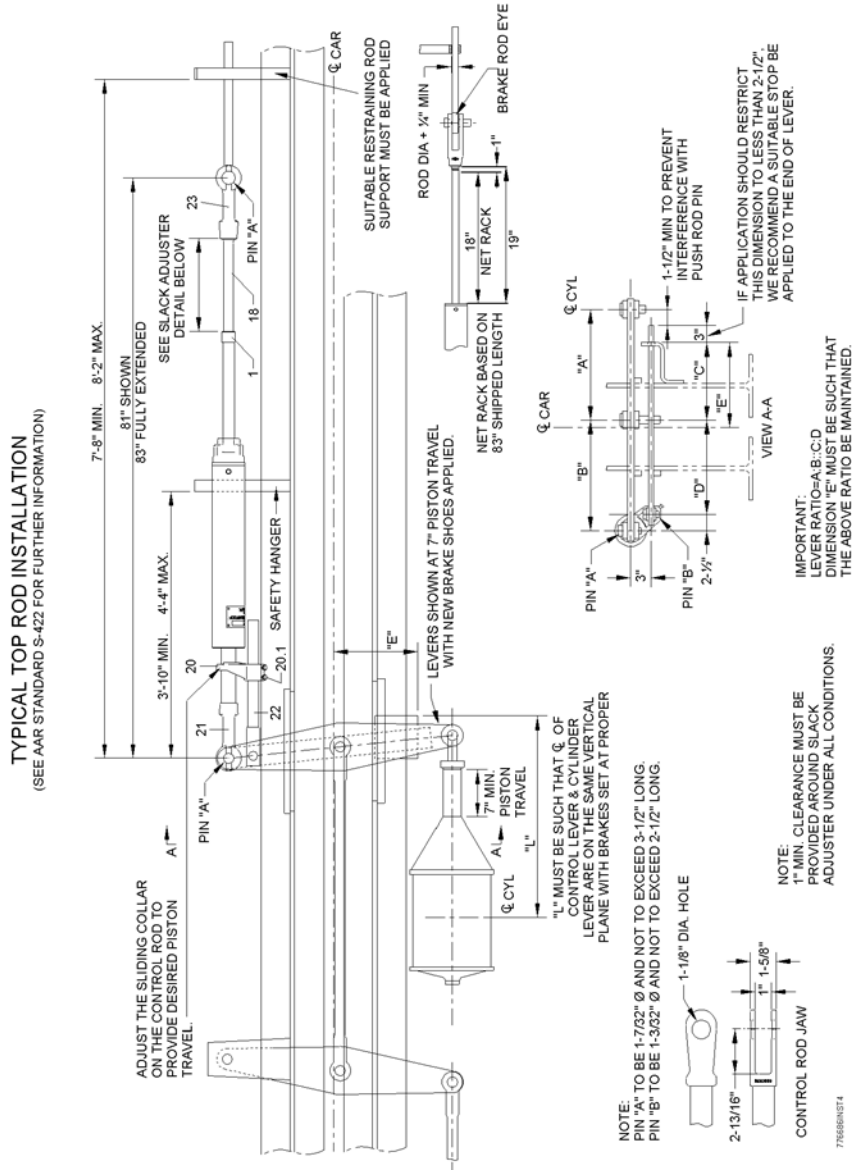 TYPICAL TOP ROD INSTALLATION
(SEE AAR STANDARD S-422 FOR FURTHER INFORMATION)
7'-8" MIN. 8'-2" MAX.
81" SHOWN
83" FULLY EXTENDED
3'-10" MIN. 4'-4" MAX.
SEE SLACK ADJUSTER
DETAIL BELOW
ADJUST THE SLIDING COLLAR
ON THE CONTROL ROD TO
PROVIDE DESIRED PISTON
TRAVEL.
PIN "A"
A
21
20
22
20.1
1
18
23
PIN "A"
SAFETY HANGER
℄ CAR
SUITABLE RESTRAINING ROD
SUPPORT MUST BE APPLIED
"E"
LEVERS SHOWN AT 7" PISTON TRAVEL
WITH NEW BRAKE SHOES APPLIED.
7" MIN.
PISTON
TRAVEL
A
"L"
℄ CYL
"L" MUST BE SUCH THAT ℄ OF
CONTROL LEVER & CYLINDER
LEVER ARE ON THE SAME VERTICAL
PLANE WITH BRAKES SET AT PROPER
ROD DIA + ¼" MIN
BRAKE ROD EYE
1"
18"
NET RACK
19"
NET RACK BASED ON
83" SHIPPED LENGTH
℄ CAR
℄ CYL
"B"
"A"
1-1/2" MIN TO PREVENT
INTERFERENCE WITH
PUSH ROD PIN
PIN "A"
3"
PIN "B"
2-½"
"D"
"C"
3"
"E"
VIEW A-A
IF APPLICATION SHOULD RESTRICT
THIS DIMENSION TO LESS THAN 2-1/2",
WE RECOMMEND A SUITABLE STOP BE
APPLIED TO THE END OF LEVER.
IMPORTANT:
LEVER RATIO=A:B::C:D
DIMENSION "E" MUST BE SUCH THAT
THE ABOVE RATIO BE MAINTAINED.
NOTE:
PIN "A" TO BE 1-7/32" Ø AND NOT TO EXCEED 3-1/2" LONG.
PIN "B" TO BE 1-3/32" Ø AND NOT TO EXCEED 2-1/2" LONG.
1-1/8" DIA. HOLE
2-13/16"
1"
1-5/8"
CONTROL ROD JAW
NOTE:
1" MIN. CLEARANCE MUST BE
PROVIDED AROUND SLACK
ADJUSTER UNDER ALL CONDITIONS.
776686INST4